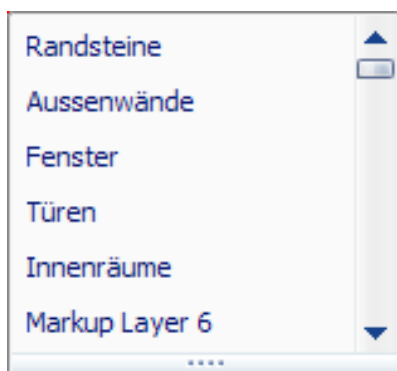 Randsteine
Aussenwände
Fenster
Türen
Innenräume
Markup Layer 6